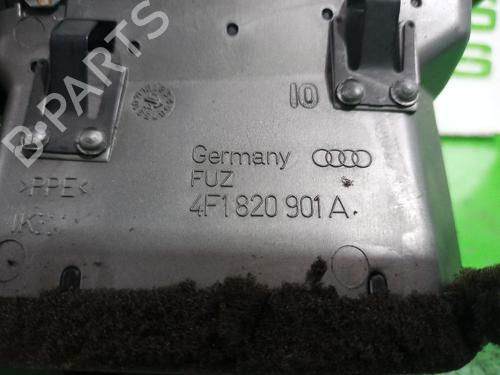 10
Germany
FUZ
4F1 820 901 A
>PPE<
B-PARTS